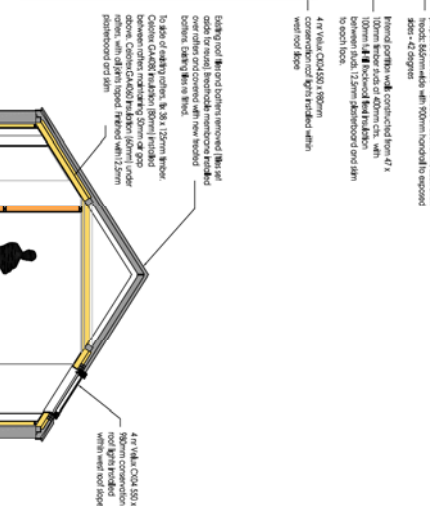 treads: 865mm wide with 900mm handrail to exposed
sides - 42 degrees
Internal partition walls constructed from 47 x
100mm timber studs at 400mm ctrs. with
100mm full fill Rockwool insulation
between studs. 12.5mm plasterboard and skim
to each face.
4 nr Velux CK04 550 x 980mm
conservation roof lights installed within
west roof slope
Existing roof tiles and battens removed (tiles set
aside for reuse). Breathable membrane installed
over rafters and covered with new treated
battens. Existing tiles re fitted.
To side of existing rafters, fix 38 x 125mm timber.
Celotex GA4080 insulation (80mm) installed
between rafters maintaining 50mm air gap
above. Celotex GA4060 insulation (60mm) under
rafters, with all joints taped. Finished with 12.5mm
plasterboard and skim
4 nr Velux CK04 550 x
980mm conservation
roof lights installed
within west roof slope